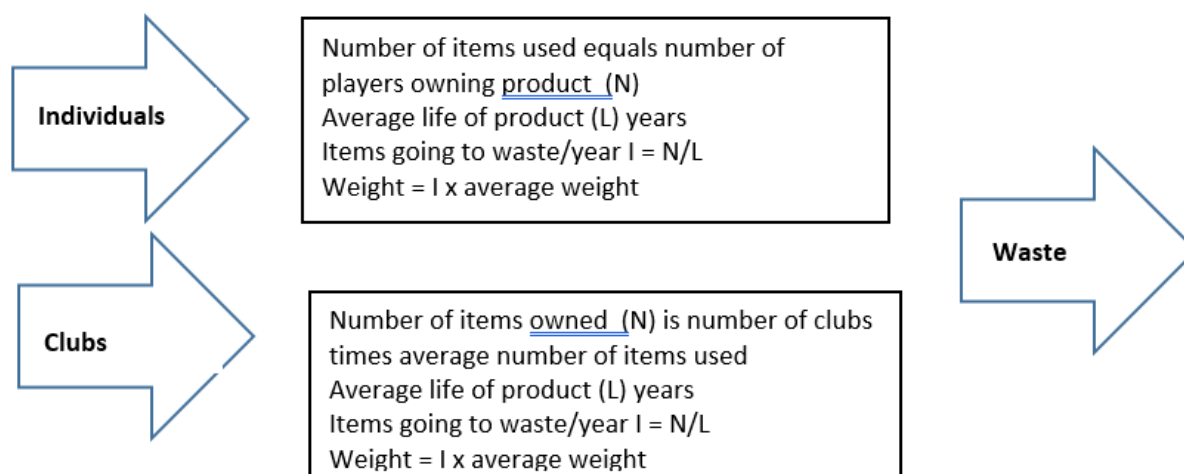 Individuals
Number of items used equals number of
players owning product  (N)
Average life of product (L) years
Items going to waste/year I = N/L
Weight = I x average weight
Clubs
Number of items owned  (N) is number of clubs
times average number of items used
Average life of product (L) years
Items going to waste/year I = N/L
Weight = I x average weight
Waste